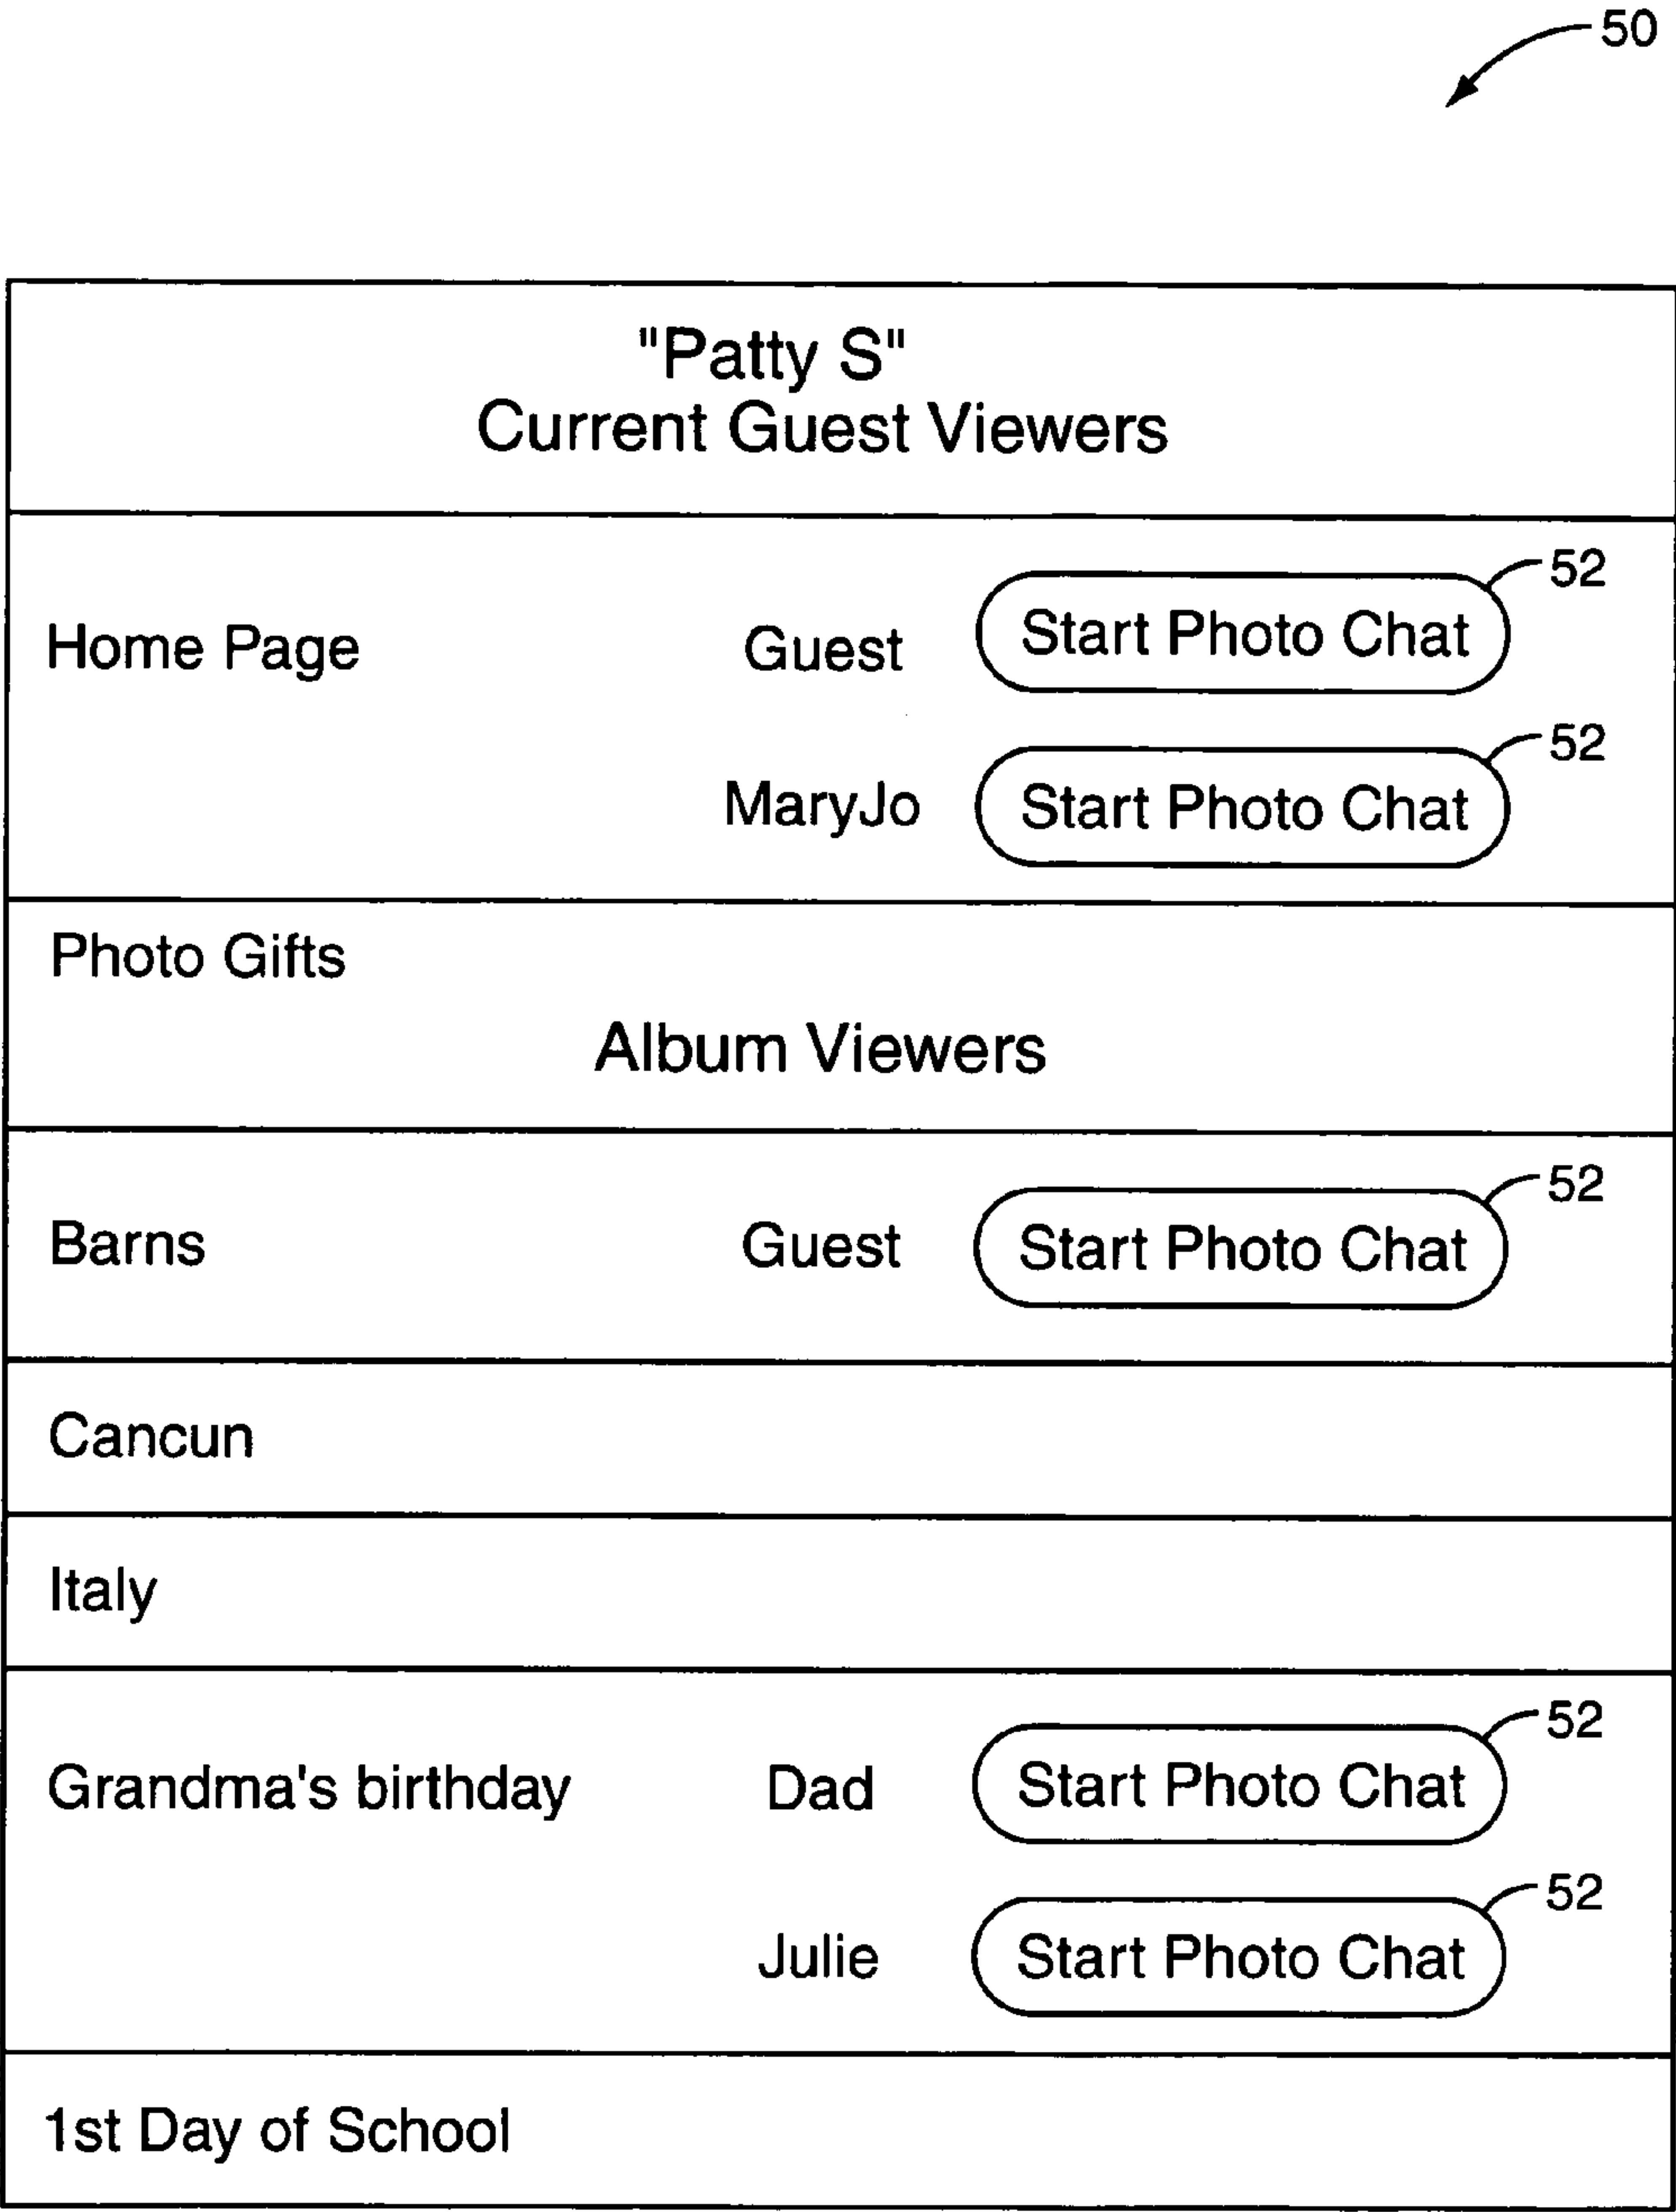 50
"Patty S"
Current Guest Viewers
52
Home Page Guest Start Photo Chat
52
MaryJo Start Photo Chat
Photo Gifts
Album Viewers
52
Barns Guest Start Photo Chat
Cancun
Italy
52
Grandma's birthday Dad Start Photo Chat
52
Julie Start Photo Chat
1st Day of School